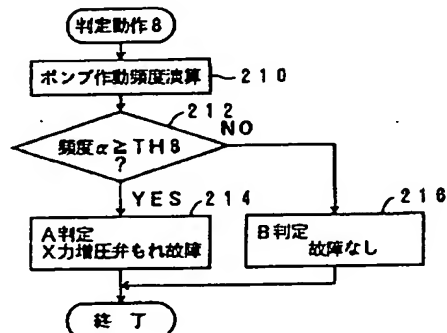 判定動作8
ポンプ作動頻度演算
210
212
頻度α≧TH8
?
NO
YES
214
216
A判定
X力増圧弁もれ故障
B判定
故障なし
終了